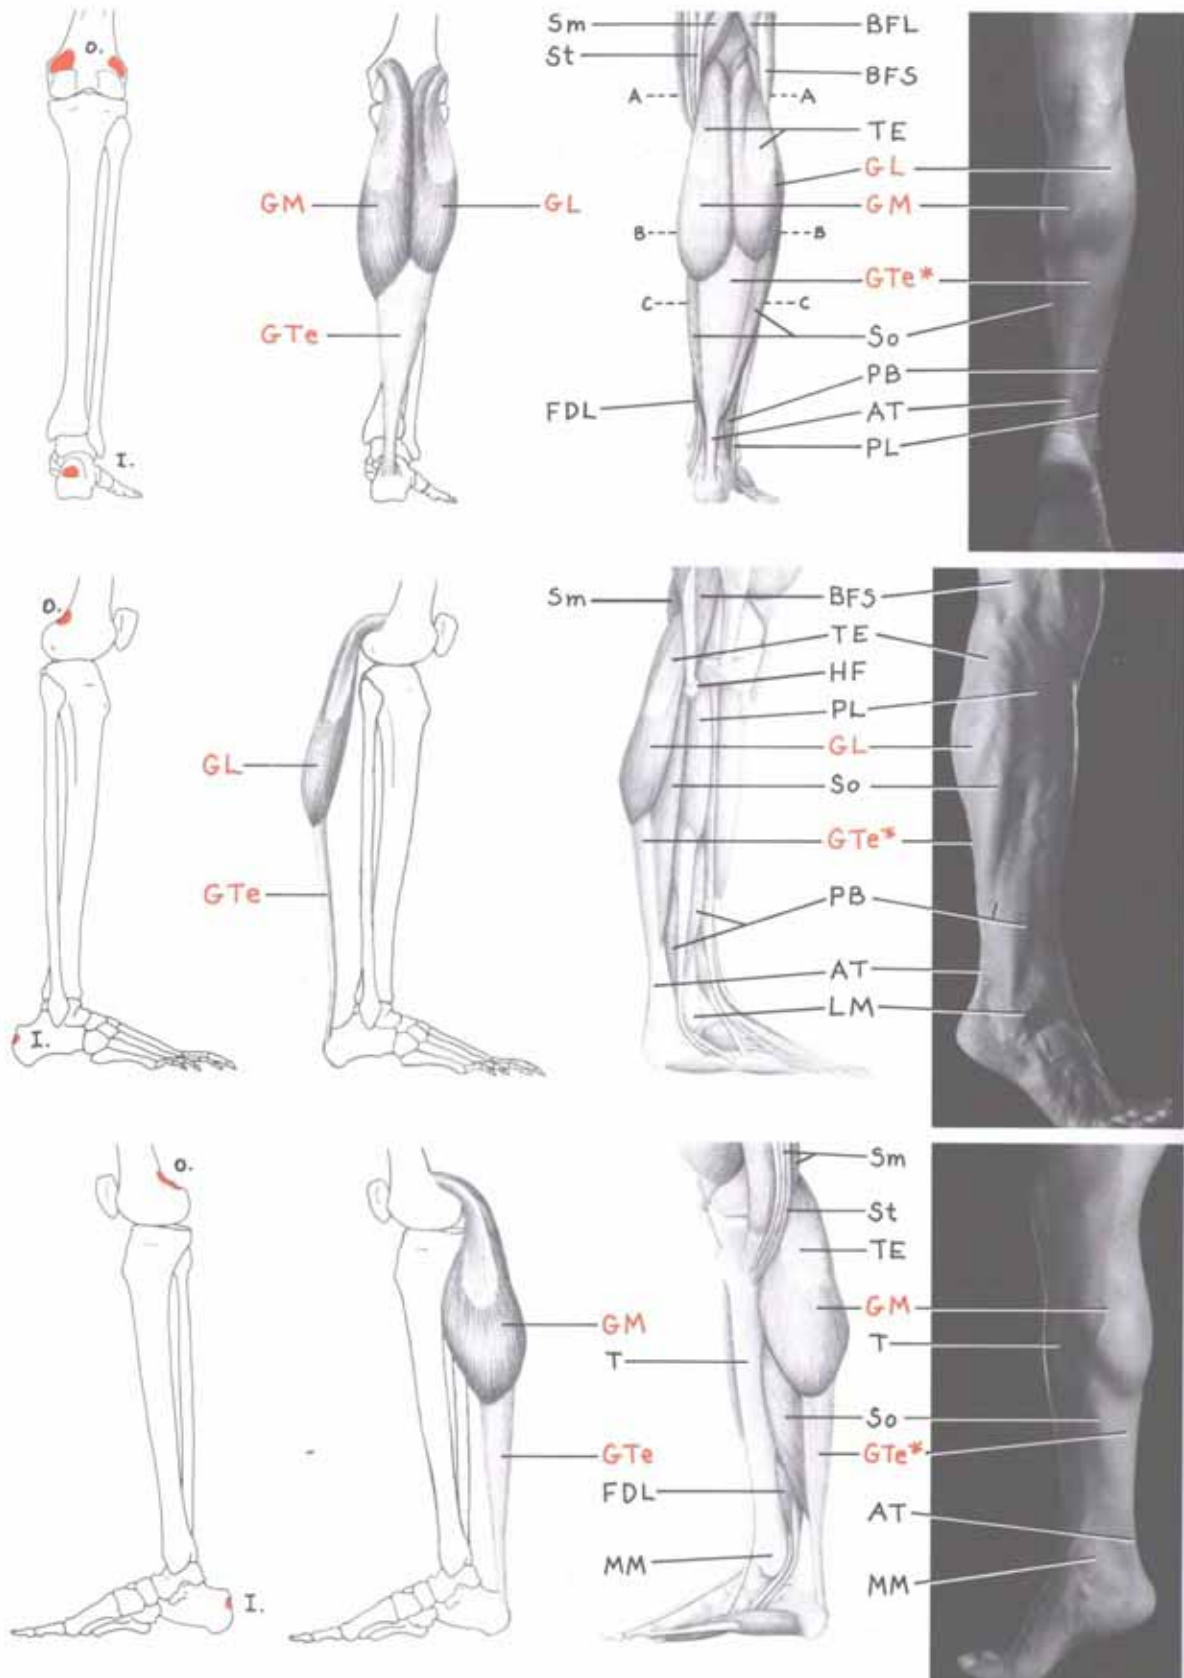 O.
I.
GM
GL
GTe
Sm
St
BFL
BFS
A
A
TE
GL
GM
B
B
GTe*
C
C
So
PB
FDL
AT
PL
O.
I.
GL
GTe
Sm
BFS
TE
HF
PL
GL
So
GTe*
PB
AT
LM
O.
I.
GM
GTe
Sm
St
TE
GM
T
T
So
GTe*
FDL
AT
MM
MM